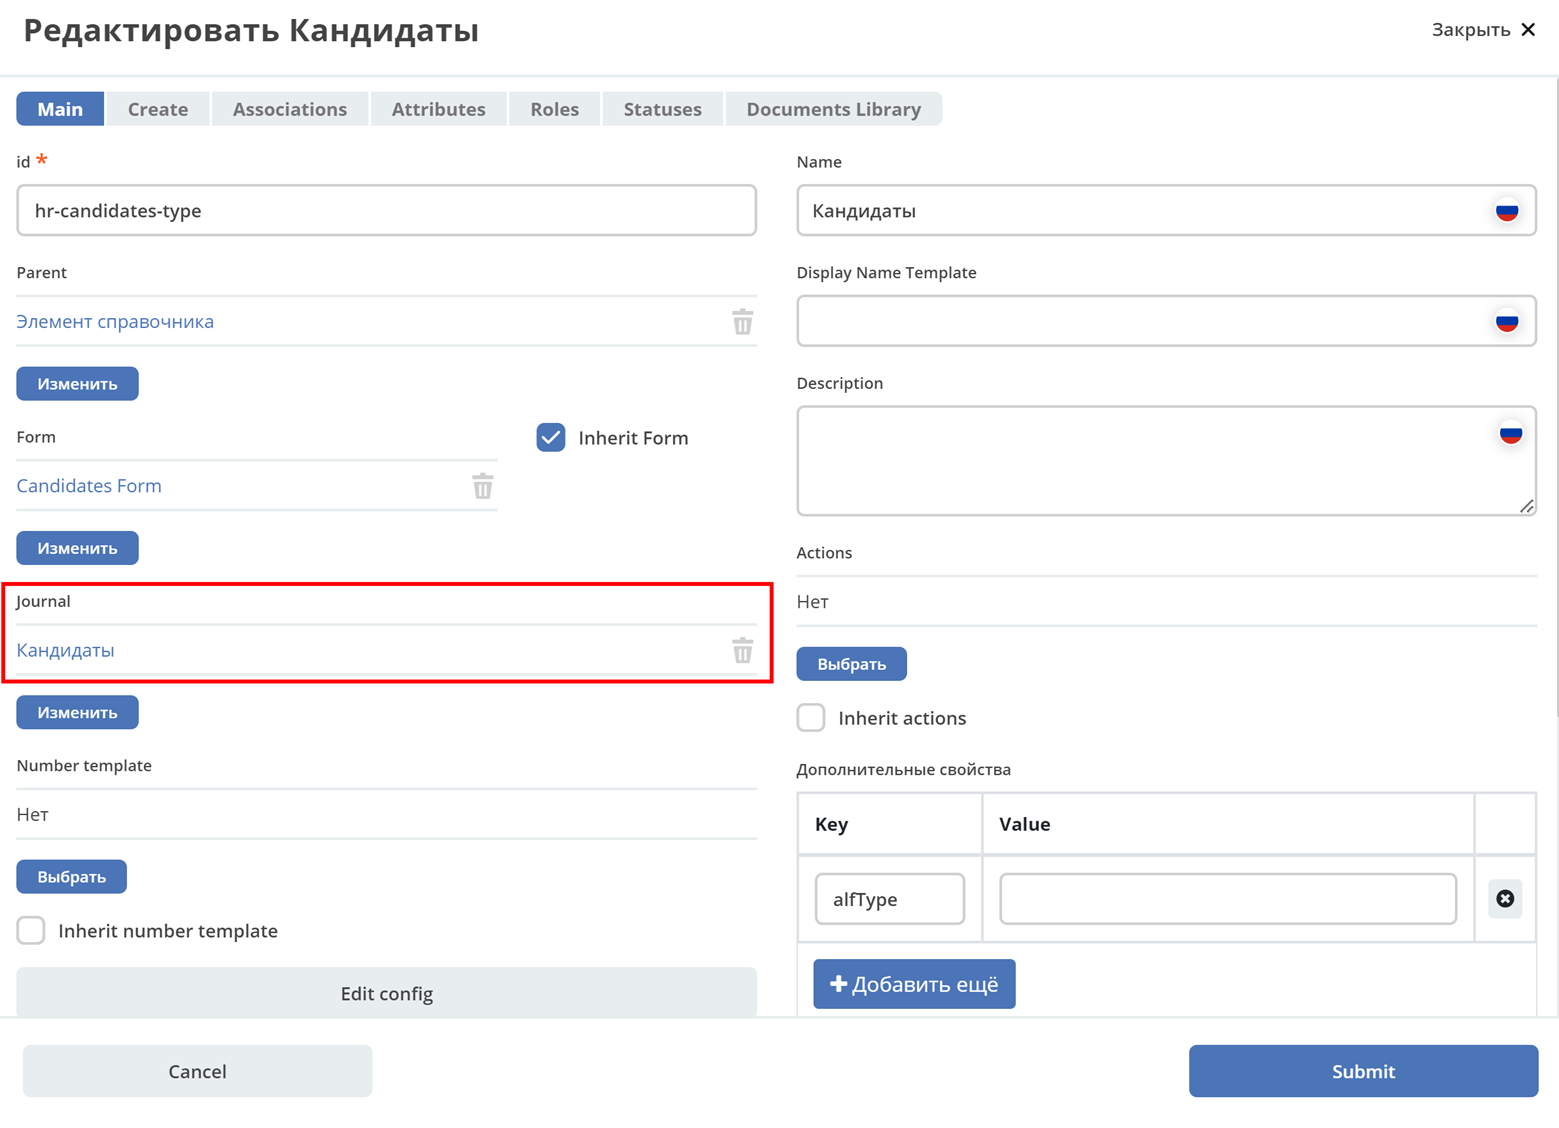 Редактировать Кандидаты
Закрыть
Main Create Associations Attributes Roles Statuses Documents Library
id *
hr-candidates-type
Parent
Элемент справочника
Изменить
Form
Inherit Form
Candidates Form
Изменить
Journal
Кандидаты
Изменить
Number template
Нет
Выбрать
Inherit number template
Edit config
Name
Кандидаты
Display Name Template
Description
Actions
Нет
Выбрать
Inherit actions
Дополнительные свойства
Key Value
alfType
Добавить ещё
Cancel
Submit